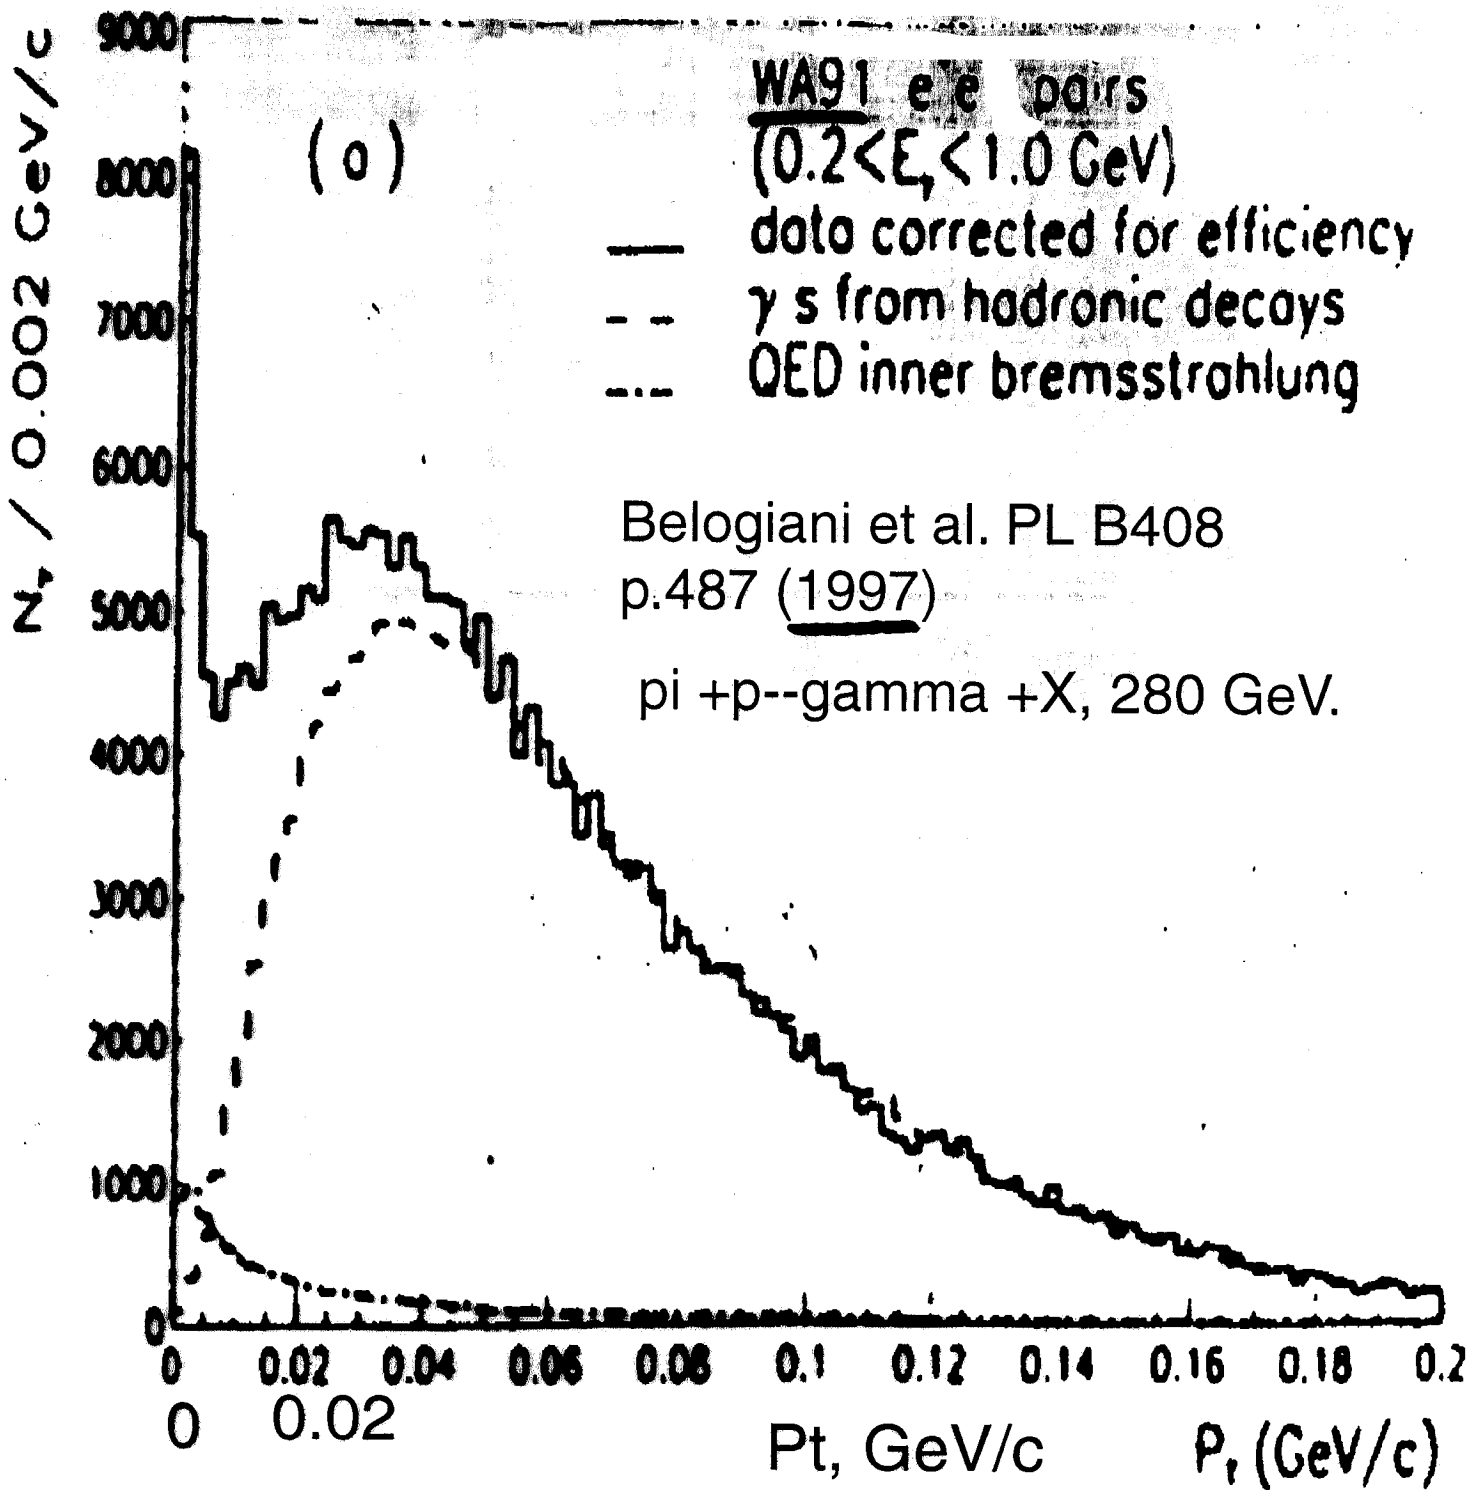 9000
8000
7000
6000
5000
4000
3000
2000
1000
0
N γ / 0.002 GeV/c
(a)
WA91 e e pairs
(0.2<Eγ<1.0 GeV)
data corrected for efficiency
γ s from hadronic decays
QED inner bremsstrahlung
Belogiani et al. PL B408
p.487 (1997)
pi +p--gamma +X, 280 GeV.
0 0.02 0.04 0.06 0.08 0.1 0.12 0.14 0.16 0.18 0.2
0 0.02
Pt, GeV/c Pt (GeV/c)